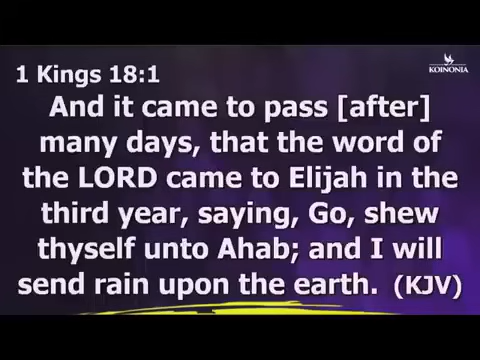 KOINONIA
1 Kings 18:1
And it came to pass [after]
many days, that the word of
the LORD came to Elijah in the
third year, saying, Go, shew
thyself unto Ahab; and I will
send rain upon the earth. (KJV)